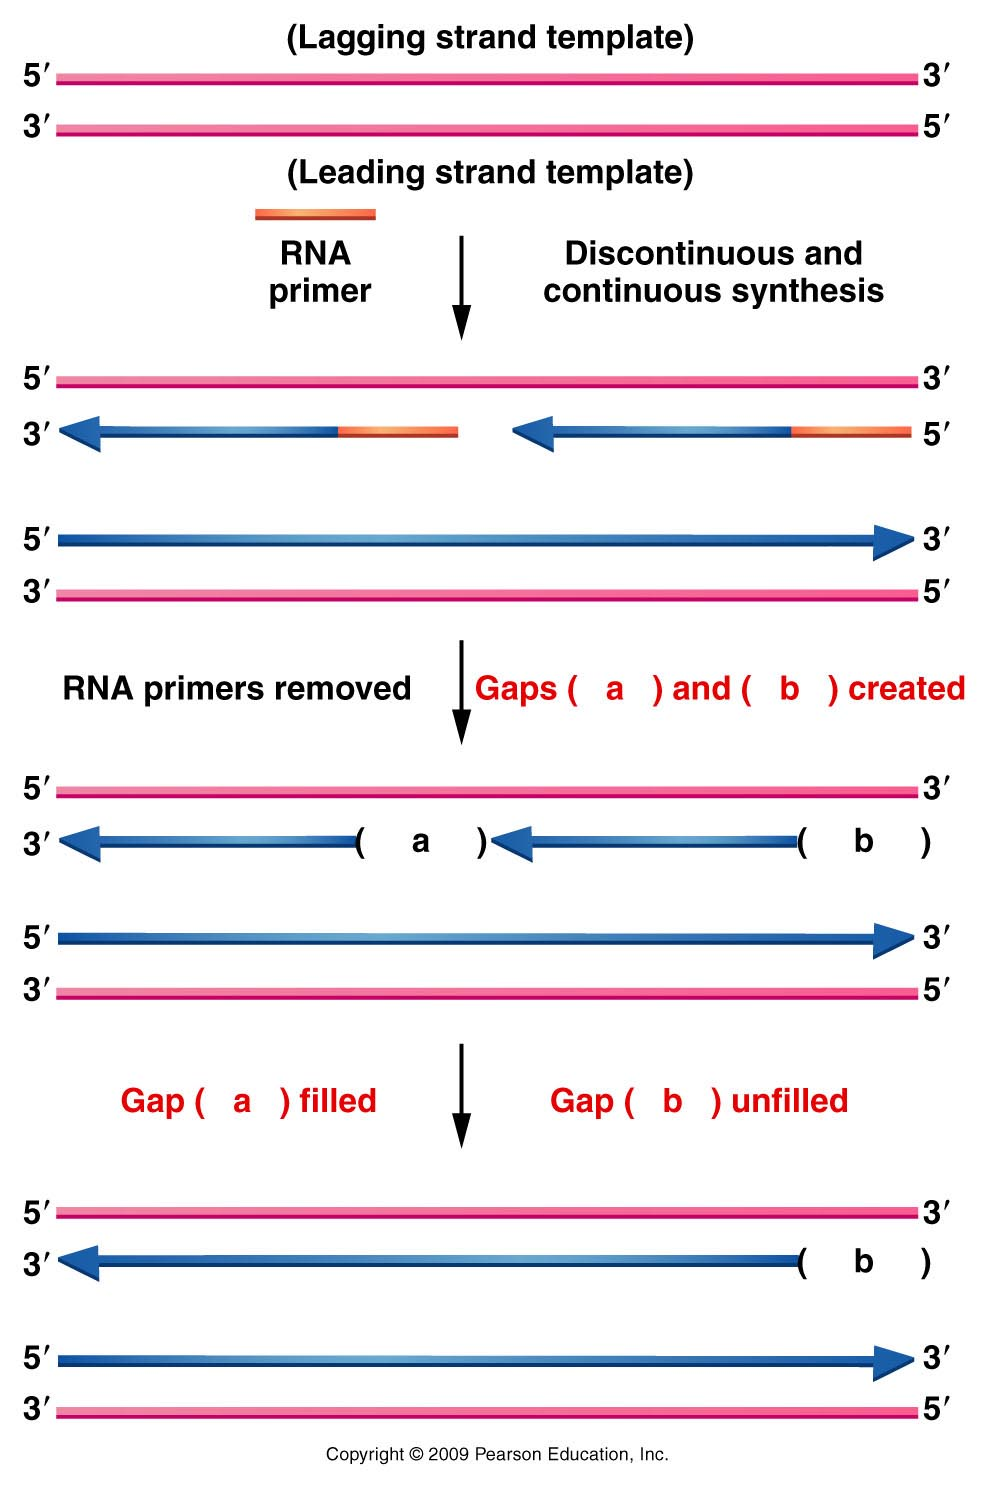 (Lagging strand template)
5′ 3′
3′ 5′
(Leading strand template)
RNA
primer
Discontinuous and
continuous synthesis
5′ 3′
3′ 5′
5′ 3′
3′ 5′
RNA primers removed
Gaps ( a ) and ( b ) created
5′ 3′
3′ ( a ) ( b )
5′ 3′
3′ 5′
Gap ( a ) filled
Gap ( b ) unfilled
5′ 3′
3′ ( b )
5′ 3′
3′ 5′
Copyright © 2009 Pearson Education, Inc.